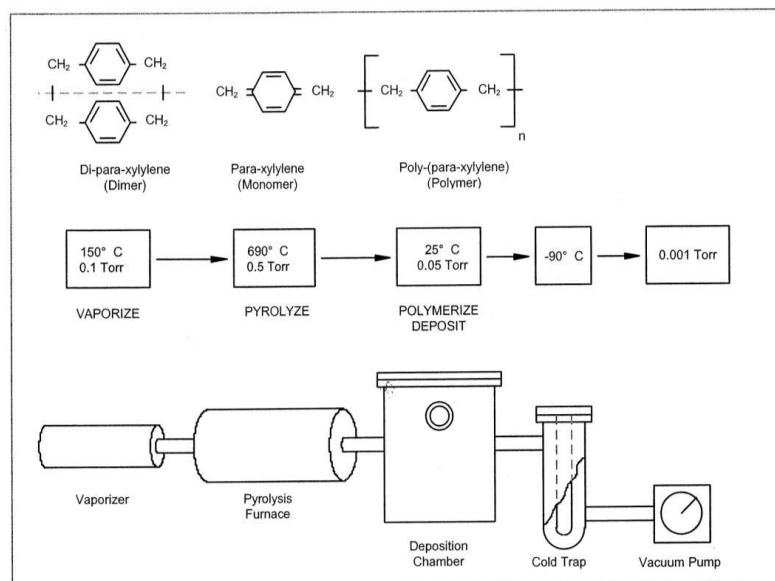 CH₂ CH₂
CH₂ CH₂
CH₂ CH₂
CH₂ CH₂
n
Di-para-xylylene
(Dimer)
Para-xylylene
(Monomer)
Poly-(para-xylylene)
(Polymer)
150° C
0.1 Torr
690° C
0.5 Torr
25° C
0.05 Torr
-90° C
0.001 Torr
VAPORIZE
PYROLYZE
POLYMERIZE
DEPOSIT
Vaporizer
Pyrolysis
Furnace
Deposition
Chamber
Cold Trap
Vacuum Pump